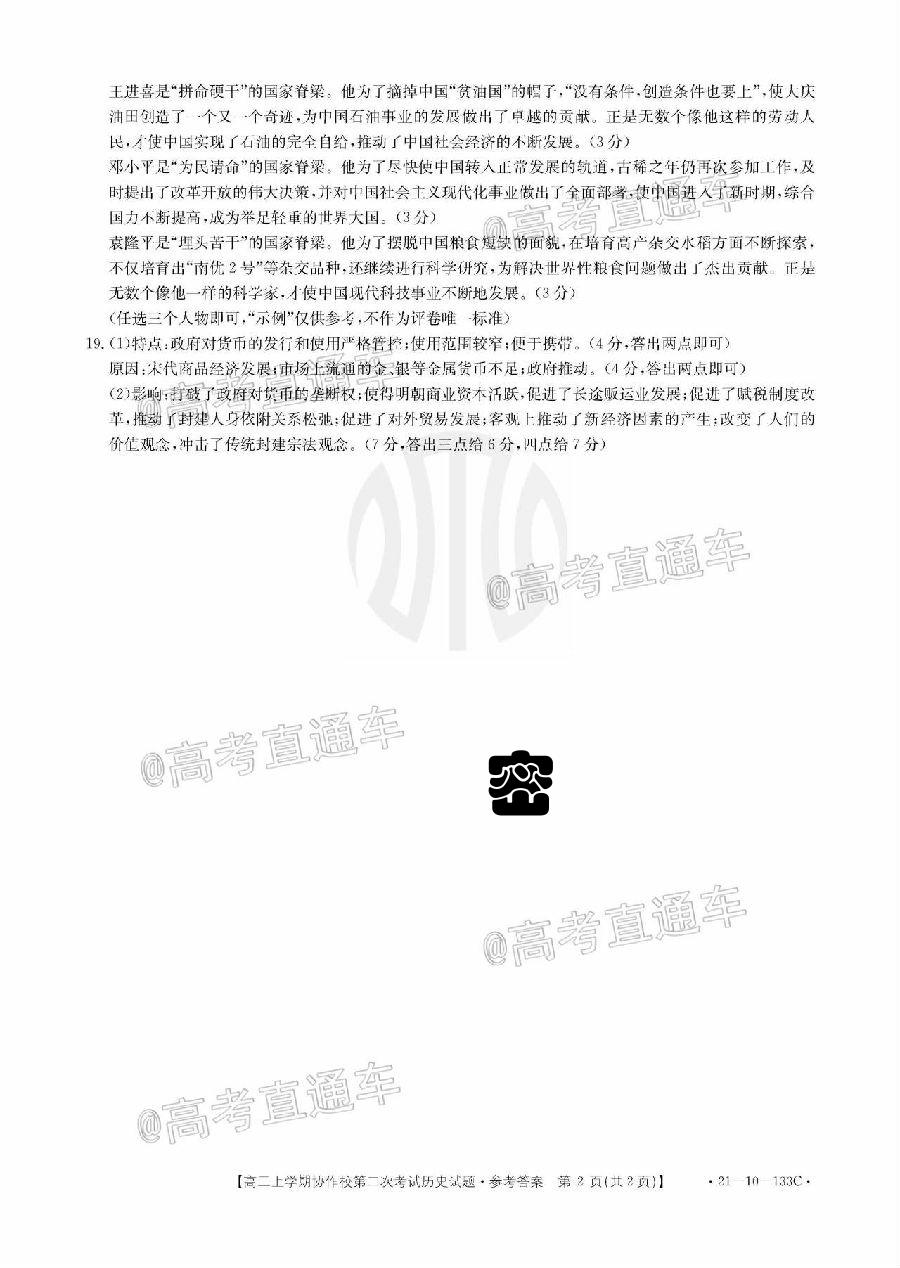 王进喜是“拼命硬干”的国家脊梁。他为了摘掉中国“贫油国”的帽子,“没有条件,创造条件也要上”,使大庆
油田创造了一个又一个奇迹,为中国石油事业的发展做出了卓越的贡献。正是无数个像他这样的劳动人
民,才使中国实现了石油的完全自给,推动了中国社会经济的不断发展。(3分)
邓小平是“为民请命”的国家脊梁。他为了尽快使中国转入正常发展的轨道,古稀之年仍再次参加工作,及
时提出了改革开放的伟大决策,并对中国社会主义现代化事业做出了全面部署,使中国进入了新时期,综合
国力不断提高,成为举足轻重的世界大国。(3分)
袁隆平是“埋头苦干”的国家脊梁。他为了摆脱中国粮食短缺的面貌,在培育高产杂交水稻方面不断探索,
不仅培育出“南优2号”等杂交品种,还继续进行科学研究,为解决世界性粮食问题做出了杰出贡献。正是
无数个像他一样的科学家,才使中国现代科技事业不断地发展。(3分)
(任选三个人物即可,“示例”仅供参考,不作为评卷唯一标准)
19.(1)特点:政府对货币的发行和使用严格管控;使用范围较窄;便于携带。(4分,答出两点即可)
原因:宋代商品经济发展;市场上流通的金、银等金属货币不足;政府推动。(4分,答出两点即可)
(2)影响:打破了政府对货币的垄断权;使得明朝商业资本活跃,促进了长途贩运业发展;促进了赋税制度改
革,推动了封建人身依附关系松弛;促进了对外贸易发展;客观上推动了新经济因素的产生;改变了人们的
价值观念,冲击了传统封建宗法观念。(7分,答出三点给6分,四点给7分)
@高考直通车
@高考直通车
@高考直通车
@高考直通车
@高考直通车
@高考直通车
【高二上学期协作校第二次考试历史试题·参考答案 第2页(共2页)】 ·21-10-133C·